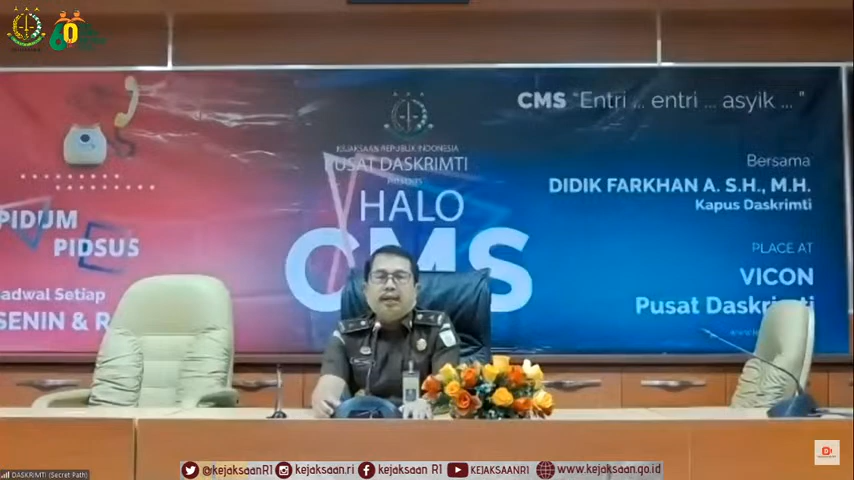 60
CMS "Entri ... entri ... asyik ... "
KEJAKSAAN REPUBLIK INDONESIA
PUSAT DASKRIMTI
HALO
CMS
Bersama
DIDIK FARKHAN A. S.H., M.H.
Kapus Daskrimti
PLACE AT
VICON
Pusat Daskrimti
PIDUM
PIDSUS
Jadwal Setiap
SENIN & R
DASKRIMTI (Secret Path)
@kejaksaanRI kejaksaan.ri kejaksaan RI KEJAKSAANRI www.kejaksaan.go.id